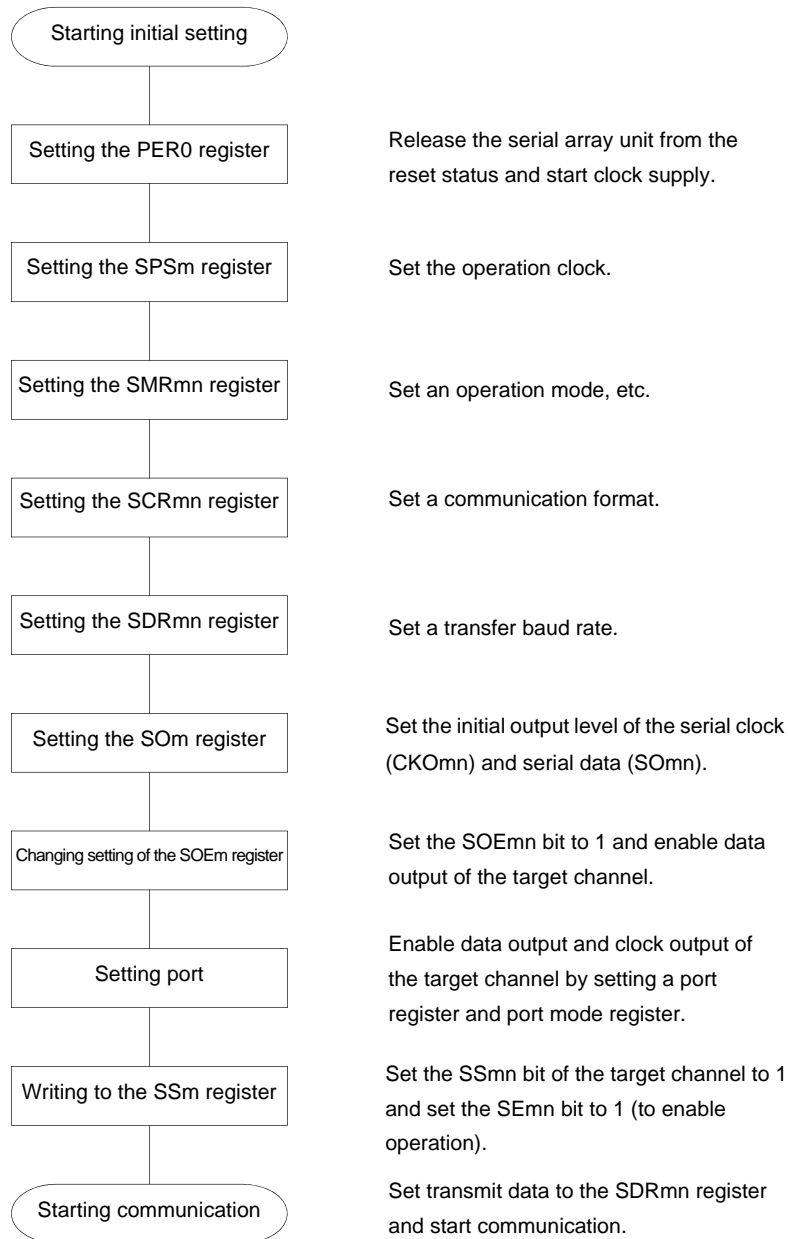 Starting initial setting
Setting the PER0 register
Release the serial array unit from the
reset status and start clock supply.
Setting the SPSm register
Set the operation clock.
Setting the SMRmn register
Set an operation mode, etc.
Setting the SCRmn register
Set a communication format.
Setting the SDRmn register
Set a transfer baud rate.
Setting the SOm register
Set the initial output level of the serial clock
(CKOmn) and serial data (SOmn).
Changing setting of the SOEm register
Set the SOEmn bit to 1 and enable data
output of the target channel.
Setting port
Enable data output and clock output of
the target channel by setting a port
register and port mode register.
Writing to the SSm register
Set the SSmn bit of the target channel to 1
and set the SEmn bit to 1 (to enable
operation).
Starting communication
Set transmit data to the SDRmn register
and start communication.